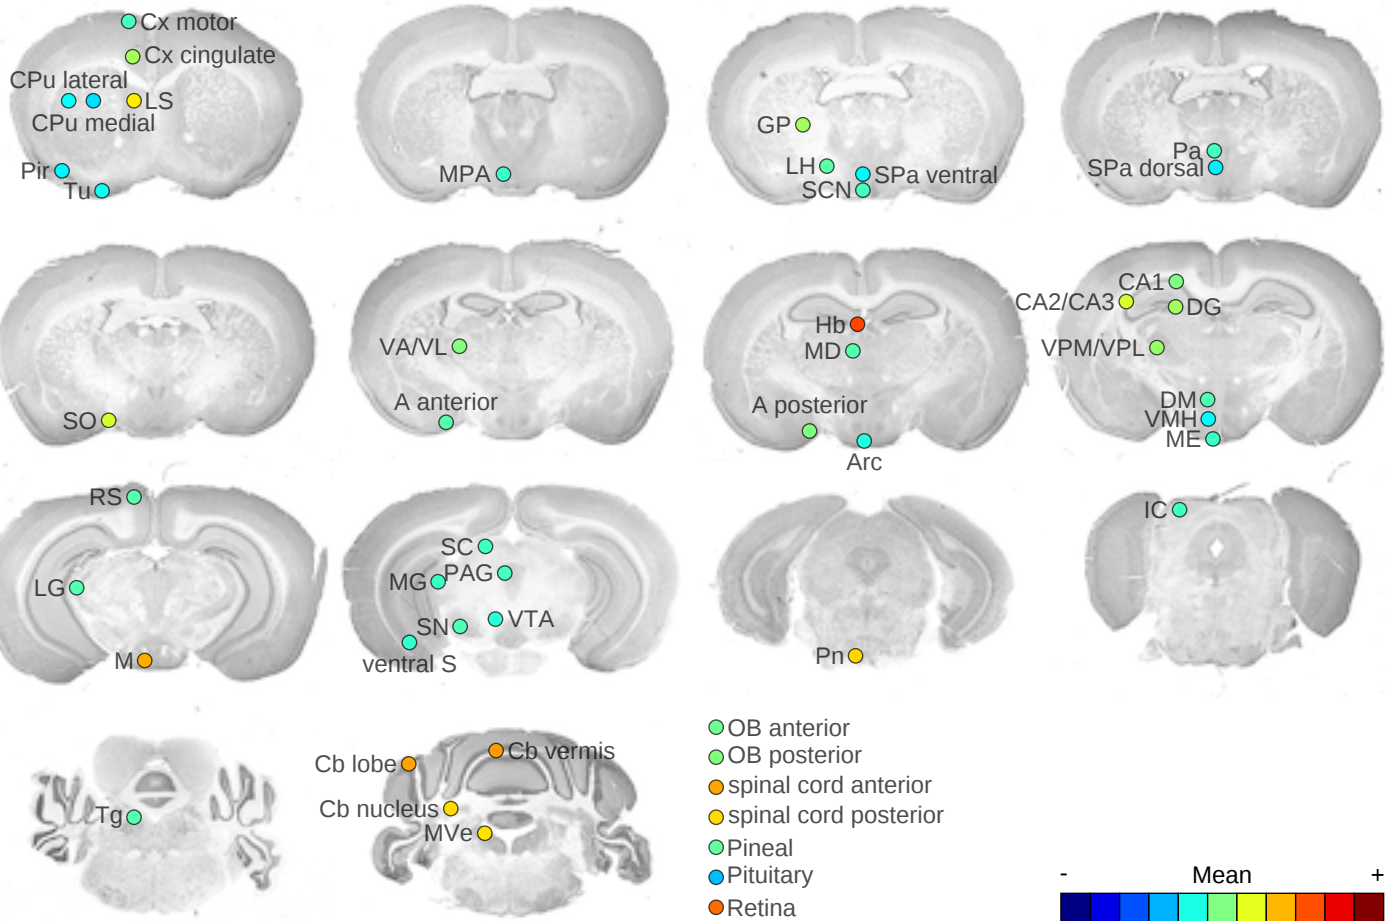 Cx motor
Cx cingulate
CPu lateral
LS
CPu medial
Pir
Tu
MPA
GP
LH
SPa ventral
SCN
Pa
SPa dorsal
SO
VA/VL
A anterior
Hb
MD
A posterior
Arc
CA1
CA2/CA3
DG
VPM/VPL
DM
VMH
ME
RS
LG
M
SC
MG
PAG
SN
VTA
ventral S
Pn
IC
Tg
Cb lobe
Cb vermis
Cb nucleus
MVe
OB anterior
OB posterior
spinal cord anterior
spinal cord posterior
Pineal
Pituitary
Retina
- Mean +